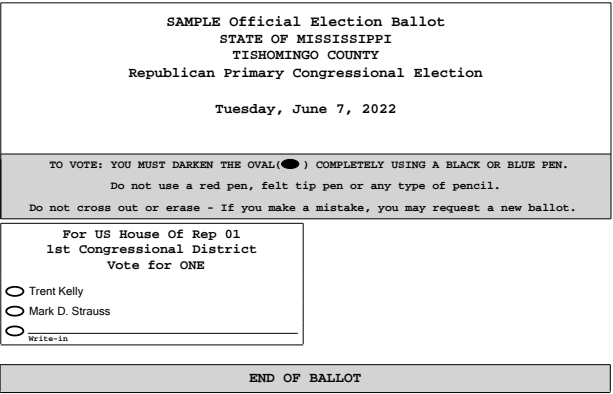 SAMPLE Official Election Ballot
STATE OF MISSISSIPPI
TISHOMINGO COUNTY
Republican Primary Congressional Election
Tuesday, June 7, 2022
TO VOTE: YOU MUST DARKEN THE OVAL( ) COMPLETELY USING A BLACK OR BLUE PEN.
Do not use a red pen, felt tip pen or any type of pencil.
Do not cross out or erase - If you make a mistake, you may request a new ballot.
For US House Of Rep 01
1st Congressional District
Vote for ONE
Trent Kelly
Mark D. Strauss
Write-in
END OF BALLOT